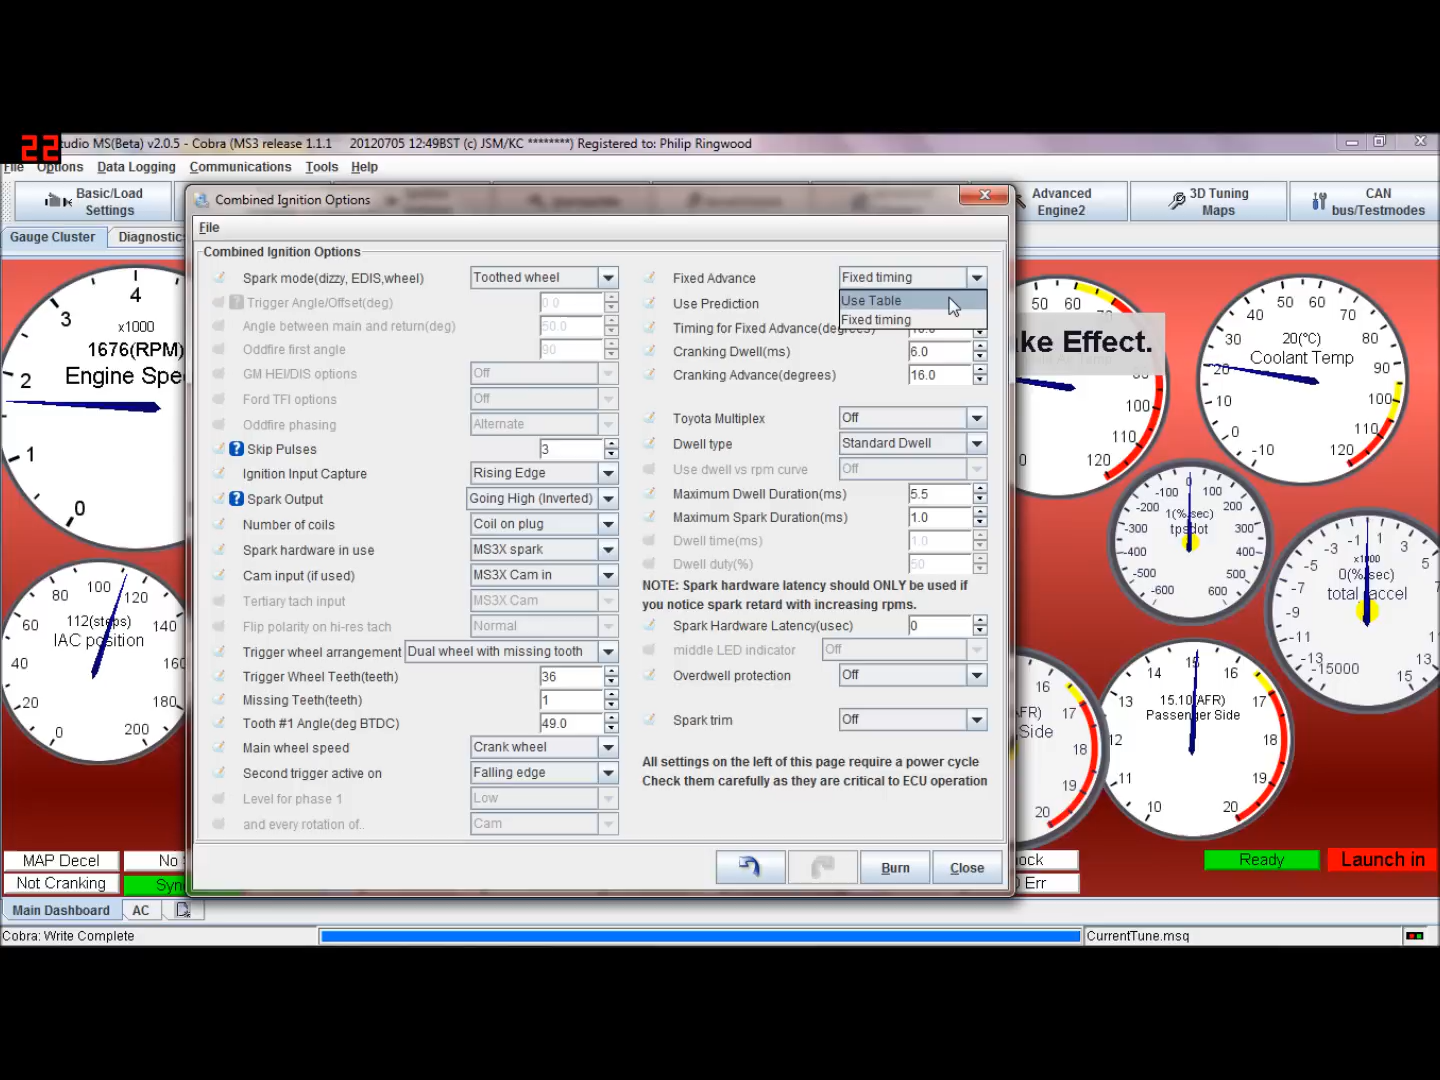 22
tudio MS(Beta) v2.0.5 - Cobra (MS3 release 1.1.1 20120705 12:49BST (c) JSM/KC ********) Registered to: Philip Ringwood
File Options Data Logging Communications Tools Help
Basic/Load Settings
Advanced Engine2
3D Tuning Maps
CAN bus/Testmodes
Gauge Cluster
Diagnostic
Combined Ignition Options
File
Combined Ignition Options
Spark mode(dizzy, EDIS,wheel) Toothed wheel
Trigger Angle/Offset(deg) 0.0
Angle between main and return(deg) 50.0
Oddfire first angle 90
GM HEI/DIS options Off
Ford TFI options Off
Oddfire phasing Alternate
Skip Pulses 3
Ignition Input Capture Rising Edge
Spark Output Going High (Inverted)
Number of coils Coil on plug
Spark hardware in use MS3X spark
Cam input (if used) MS3X Cam in
Tertiary tach input MS3X Cam
Flip polarity on hi-res tach Normal
Trigger wheel arrangement Dual wheel with missing tooth
Trigger Wheel Teeth(teeth) 36
Missing Teeth(teeth) 1
Tooth #1 Angle(deg BTDC) 49.0
Main wheel speed Crank wheel
Second trigger active on Falling edge
Level for phase 1 Low
and every rotation of.. Cam
Fixed Advance Fixed timing
Use Table
Fixed timing
Use Prediction
Timing for Fixed Advance(degrees)
Cranking Dwell(ms) 6.0
Cranking Advance(degrees) 16.0
Toyota Multiplex Off
Dwell type Standard Dwell
Use dwell vs rpm curve Off
Maximum Dwell Duration(ms) 5.5
Maximum Spark Duration(ms) 1.0
Dwell time(ms) 1.0
Dwell duty(%) 50
NOTE: Spark hardware latency should ONLY be used if
you notice spark retard with increasing rpms.
Spark Hardware Latency(usec) 0
middle LED indicator Off
Overdwell protection Off
Spark trim Off
All settings on the left of this page require a power cycle
Check them carefully as they are critical to ECU operation
Burn
Close
ke Effect.
0 1 2 3 4
x1000
1676(RPM)
Engine Spe
0 20 40 60 80 100 120 140 160 180 200
112(steps)
IAC position
50 60
0 100 110 120
-10 0 10 20 30 40 50 60 70 80 90 100 110 120
20(°C)
Coolant Temp
-600 -500 -400 -300 -200 -100 0 100 200 300 400 500 600
1(%/sec)
tpsdot
-15000 -13 -11 -9 -7 -5 -3 -1 1 3 5
x1000
0(%/sec)
total accel
16 17 18 19 20
FR)
Side
10 11 12 13 14 15 16 17 18 19 20
15.10(AFR)
Passenger Side
MAP Decel
No
Not Cranking
Syn
ock
Err
Ready
Launch in
Main Dashboard
AC
Cobra: Write Complete
CurrentTune.msq